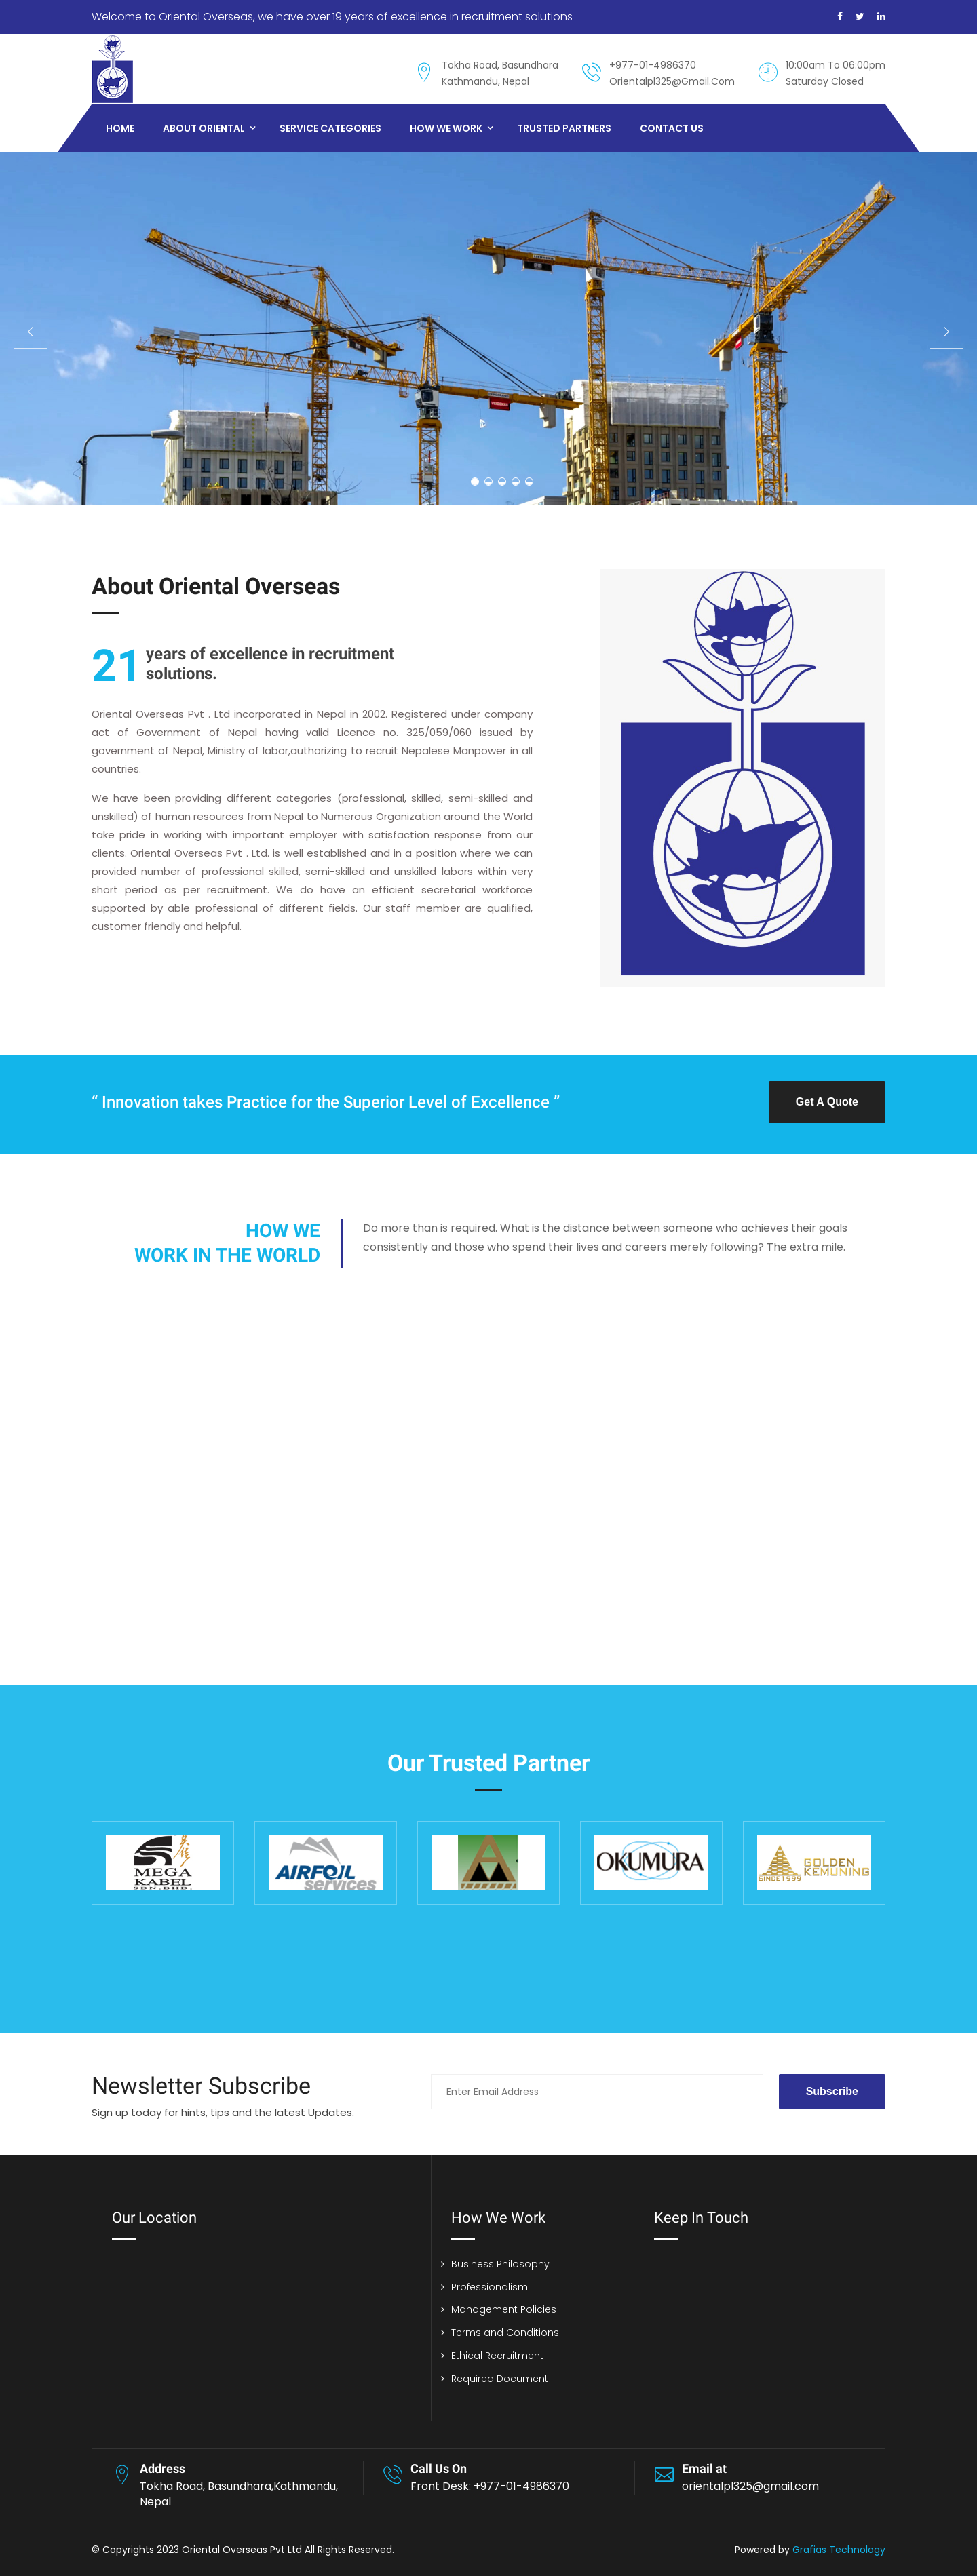 Welcome to Oriental Overseas, we have over 19 years of excellence in recruitment solutions
Tokha Road, Basundhara
Kathmandu, Nepal
+977-01-4986370
Orientalpl325@Gmail.Com
10:00am To 06:00pm
Saturday Closed
HOME
ABOUT ORIENTAL
SERVICE CATEGORIES
HOW WE WORK
TRUSTED PARTNERS
CONTACT US
About Oriental Overseas
21 years of excellence in recruitment
solutions.
Oriental Overseas Pvt . Ltd incorporated in Nepal in 2002. Registered under company
act of Government of Nepal having valid Licence no. 325/059/060 issued by
government of Nepal, Ministry of labor,authorizing to recruit Nepalese Manpower in all
countries.
We have been providing different categories (professional, skilled, semi-skilled and
unskilled) of human resources from Nepal to Numerous Organization around the World
take pride in working with important employer with satisfaction response from our
clients. Oriental Overseas Pvt . Ltd. is well established and in a position where we can
provided number of professional skilled, semi-skilled and unskilled labors within very
short period as per recruitment. We do have an efficient secretarial workforce
supported by able professional of different fields. Our staff member are qualified,
customer friendly and helpful.
“ Innovation takes Practice for the Superior Level of Excellence ”
Get A Quote
HOW WE
WORK IN THE WORLD
Do more than is required. What is the distance between someone who achieves their goals
consistently and those who spend their lives and careers merely following? The extra mile.
Our Trusted Partner
MEGA
KABEL
SDN. BHD.
AIRFOIL
services
OKUMURA
GOLDEN
KEMUNING
SINCE 1999
Newsletter Subscribe
Sign up today for hints, tips and the latest Updates.
Enter Email Address
Subscribe
Our Location
How We Work
Business Philosophy
Professionalism
Management Policies
Terms and Conditions
Ethical Recruitment
Required Document
Keep In Touch
Address
Tokha Road, Basundhara,Kathmandu,
Nepal
Call Us On
Front Desk: +977-01-4986370
Email at
orientalpl325@gmail.com
© Copyrights 2023 Oriental Overseas Pvt Ltd All Rights Reserved.
Powered by Grafias Technology